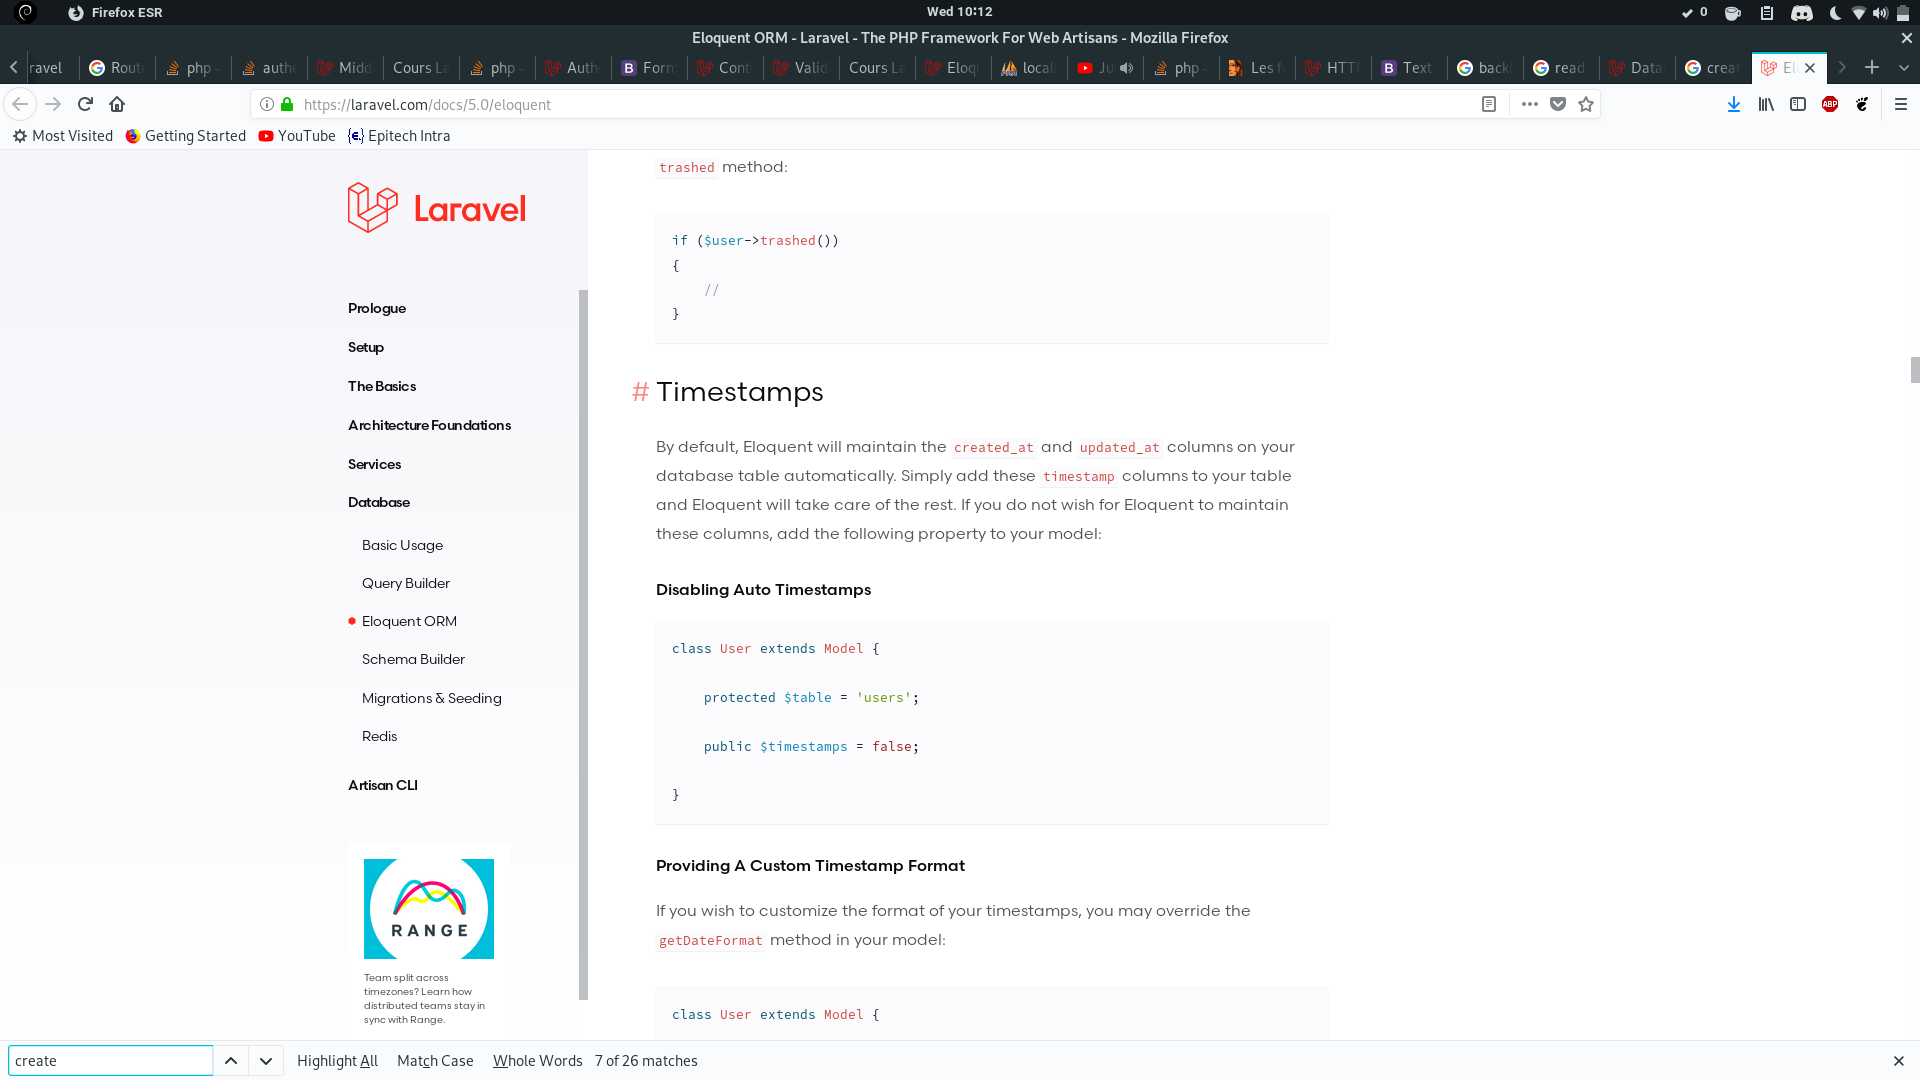 Firefox ESR
Wed 10:12
0
Eloquent ORM - Laravel - The PHP Framework For Web Artisans - Mozilla Firefox
ravel
Rout
php -
auth
Midd
Cours La
php -
Auth
Form
Cont
Valid
Cours La
Eloq
local
Ju
php -
Les f
HTT
Text
back
read
Data
creat
El
https://laravel.com/docs/5.0/eloquent
ABP
Most Visited
Getting Started
YouTube
{e.} Epitech Intra
Laravel
Prologue
Setup
The Basics
Architecture Foundations
Services
Database
Basic Usage
Query Builder
Eloquent ORM
Schema Builder
Migrations & Seeding
Redis
Artisan CLI
RANGE
Team split across
timezones? Learn how
distributed teams stay in
sync with Range.
trashed method:
if ($user->trashed())
{
//
}
# Timestamps
By default, Eloquent will maintain the created_at and updated_at columns on your
database table automatically. Simply add these timestamp columns to your table
and Eloquent will take care of the rest. If you do not wish for Eloquent to maintain
these columns, add the following property to your model:
Disabling Auto Timestamps
class User extends Model {
protected $table = 'users';
public $timestamps = false;
}
Providing A Custom Timestamp Format
If you wish to customize the format of your timestamps, you may override the
getDateFormat method in your model:
class User extends Model {
create
Highlight All
Match Case
Whole Words
7 of 26 matches